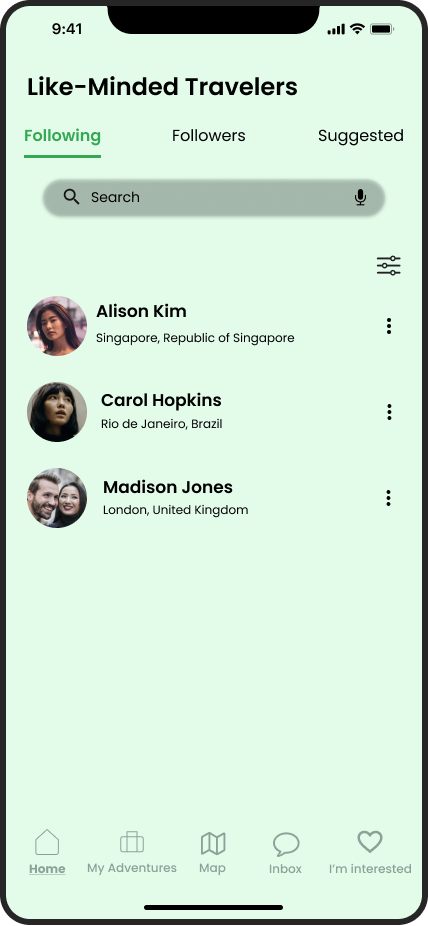 9:41
Like-Minded Travelers
Following Followers Suggested
Search
Alison Kim
Singapore, Republic of Singapore
Carol Hopkins
Rio de Janeiro, Brazil
Madison Jones
London, United Kingdom
Home My Adventures Map Inbox I'm interested